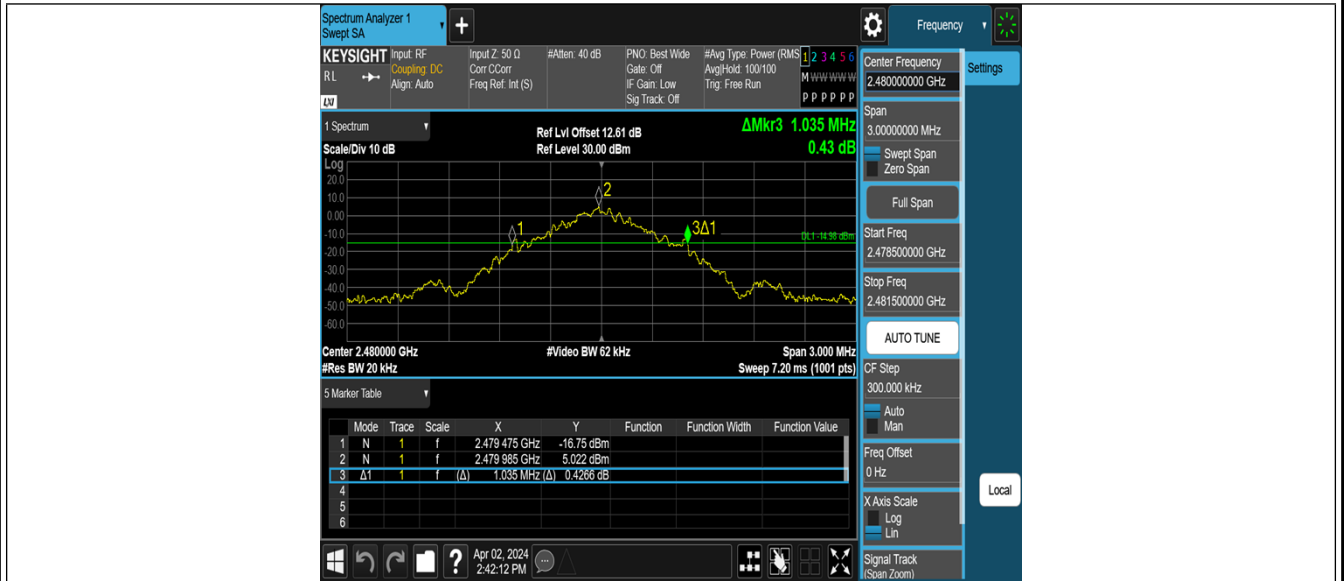 Spectrum Analyzer 1
Swept SA
+
Frequency
KEYSIGHT
RL
LXI
Input: RF
Coupling: DC
Align: Auto
Input Z: 50 Ω
Corr CCorr
Freq Ref: Int (S)
#Atten: 40 dB
PNO: Best Wide
Gate: Off
IF Gain: Low
Sig Track: Off
#Avg Type: Power (RMS
Avg|Hold: 100/100
Trig: Free Run
1 2 3 4 5 6
M W W W W W
P P P P P P
1 Spectrum
Scale/Div 10 dB
Ref Lvl Offset 12.61 dB
Ref Level 30.00 dBm
ΔMkr3 1.035 MHz
0.43 dB
Log
20.0
10.0
0.00
-10.0
-20.0
-30.0
-40.0
-50.0
-60.0
1
2
3Δ1
DL1 -14.98 dBm
Center 2.480000 GHz
#Res BW 20 kHz
#Video BW 62 kHz
Span 3.000 MHz
Sweep 7.20 ms (1001 pts)
5 Marker Table
Mode Trace Scale X Y Function Function Width Function Value
1 N 1 f 2.479 475 GHz -16.75 dBm
2 N 1 f 2.479 985 GHz 5.022 dBm
3 Δ1 1 f (Δ) 1.035 MHz (Δ) 0.4266 dB
4
5
6
?
Apr 02, 2024
2:42:12 PM
Center Frequency
2.480000000 GHz
Span
3.00000000 MHz
Swept Span
Zero Span
Full Span
Start Freq
2.478500000 GHz
Stop Freq
2.481500000 GHz
AUTO TUNE
CF Step
300.000 kHz
Auto
Man
Freq Offset
0 Hz
X Axis Scale
Log
Lin
Signal Track
(Span Zoom)
Settings
Local